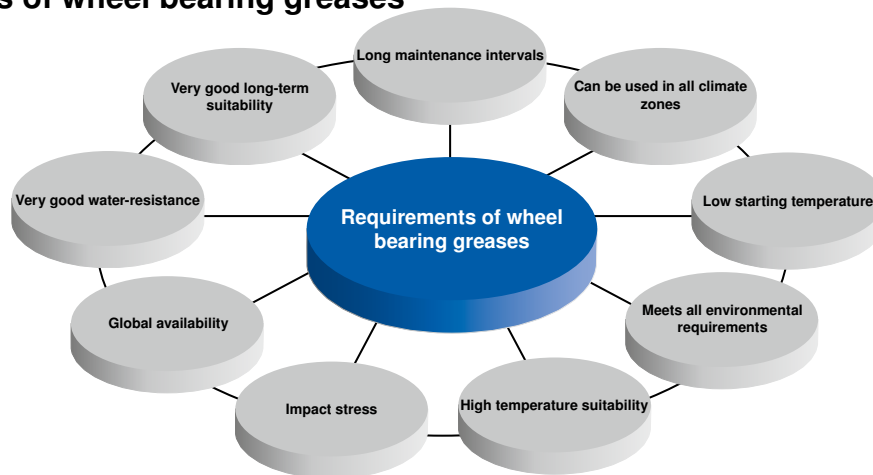 s of wheel bearing greases
Long maintenance intervals
Very good long-term
suitability
Can be used in all climate
zones
Very good water-resistance
Low starting temperature
Requirements of wheel
bearing greases
Global availability
Meets all environmental
requirements
Impact stress
High temperature suitability